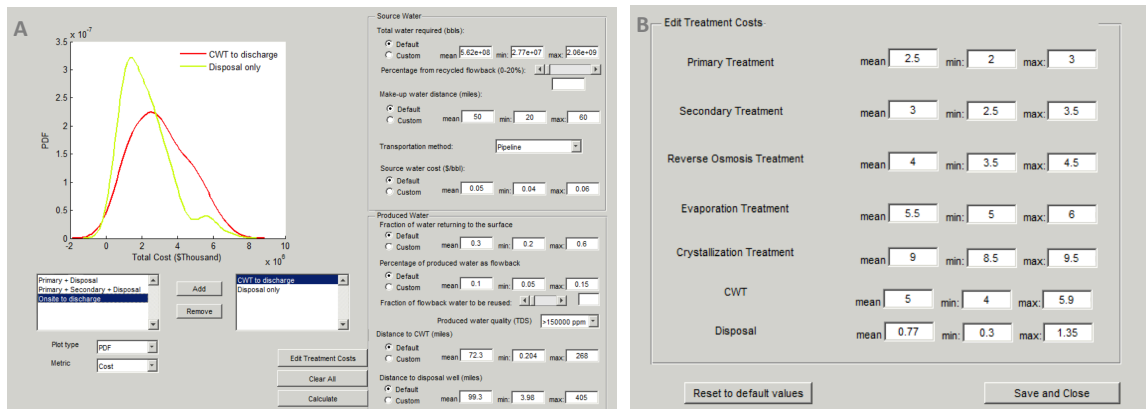 A
x 10^-7
3.5
3
2.5
2
1.5
1
0.5
0
PDF
CWT to discharge
Disposal only
-2 0 2 4 6 8 10
Total Cost ($Thousand)
x 10^6
Primary + Disposal
Primary + Secondary + Disposal
Onsite to discharge
Add
Remove
CWT to discharge
Disposal only
Plot type PDF
Metric Cost
Edit Treatment Costs
Clear All
Calculate
Source Water
Total water required (bbls):
Default
Custom mean 5.62e+08 min: 2.77e+07 max: 2.06e+09
Percentage from recycled flowback (0-20%):
Make-up water distance (miles):
Default
Custom mean 50 min: 20 max: 60
Transportation method: Pipeline
Source water cost ($/bbl):
Default
Custom mean 0.05 min: 0.04 max: 0.06
Produced Water
Fraction of water returning to the surface
Default
Custom mean 0.3 min: 0.2 max: 0.6
Percentage of produced water as flowback
Default
Custom mean 0.1 min: 0.05 max: 0.15
Fraction of flowback water to be reused:
Produced water quality (TDS) >150000 ppm
Distance to CWT (miles)
Default
Custom mean 72.3 min: 0.204 max: 268
Distance to disposal well (miles)
Default
Custom mean 99.3 min: 3.98 max: 405
B
Edit Treatment Costs
Primary Treatment mean 2.5 min: 2 max: 3
Secondary Treatment mean 3 min: 2.5 max: 3.5
Reverse Osmosis Treatment mean 4 min: 3.5 max: 4.5
Evaporation Treatment mean 5.5 min: 5 max: 6
Crystallization Treatment mean 9 min: 8.5 max: 9.5
CWT mean 5 min: 4 max: 5.9
Disposal mean 0.77 min: 0.3 max: 1.35
Reset to default values
Save and Close